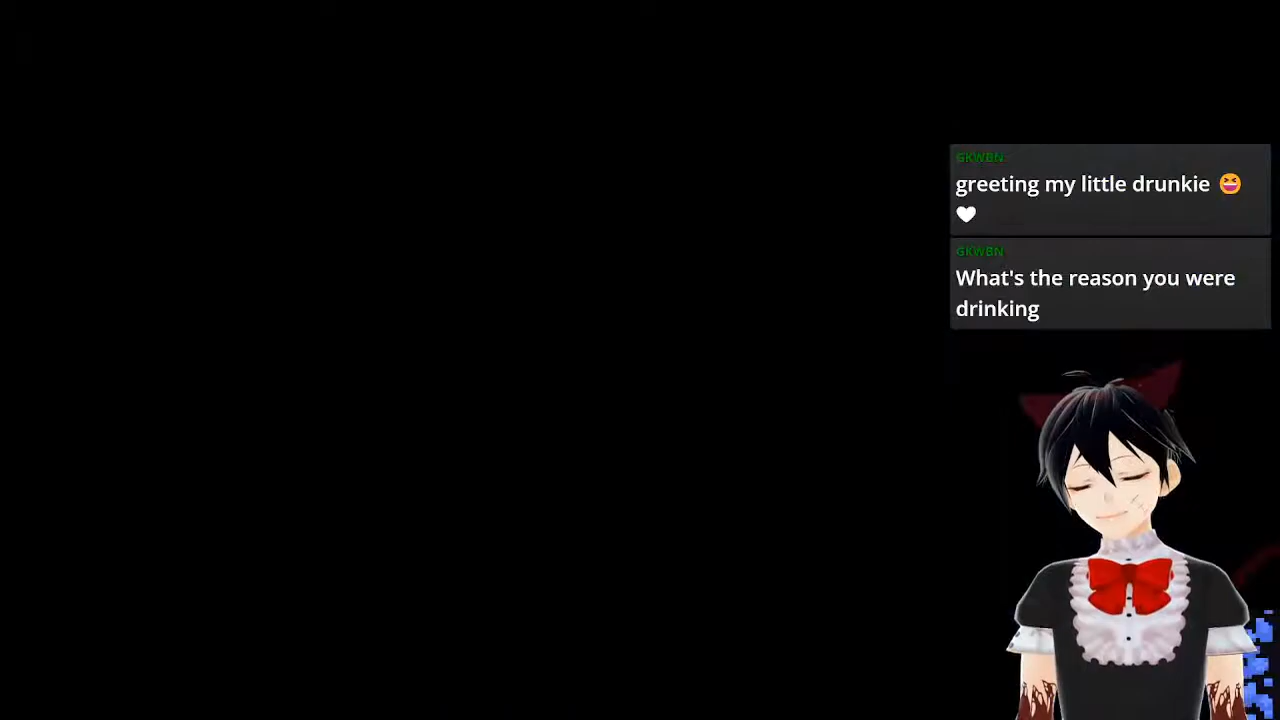 GKWBN:
greeting my little drunkie 😆
🤍
GKWBN
What's the reason you were
drinking